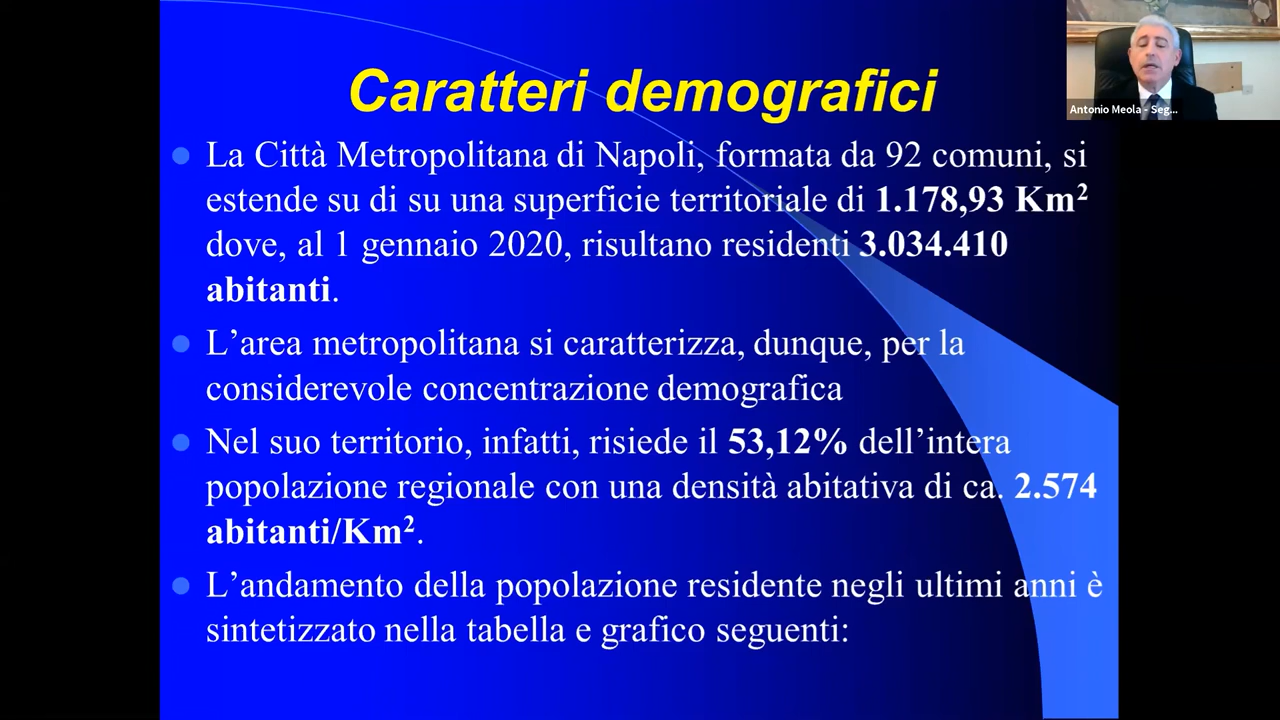 Caratteri demografici
La Città Metropolitana di Napoli, formata da 92 comuni, si
estende su di su una superficie territoriale di 1.178,93 Km²
dove, al 1 gennaio 2020, risultano residenti 3.034.410
abitanti.
L’area metropolitana si caratterizza, dunque, per la
considerevole concentrazione demografica
Nel suo territorio, infatti, risiede il 53,12% dell’intera
popolazione regionale con una densità abitativa di ca. 2.574
abitanti/Km².
L’andamento della popolazione residente negli ultimi anni è
sintetizzato nella tabella e grafico seguenti:
Antonio Meola - Seg...